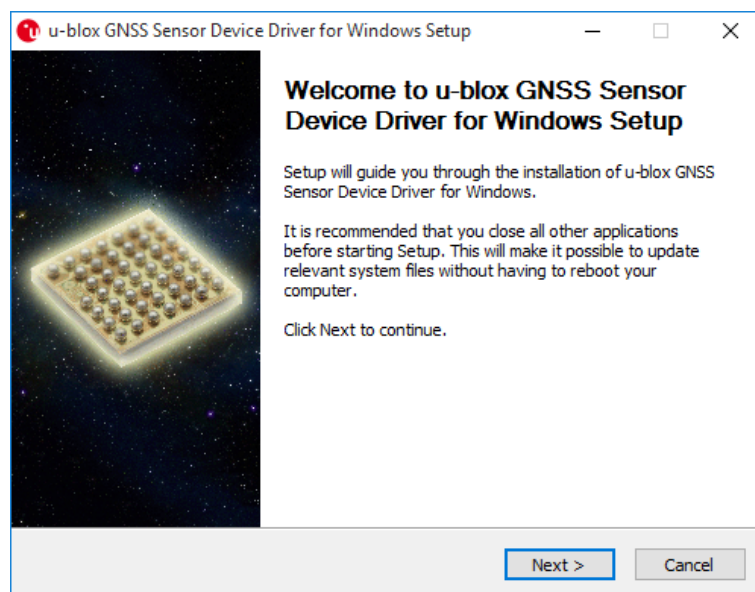 u-blox GNSS Sensor Device Driver for Windows Setup
Welcome to u-blox GNSS Sensor
Device Driver for Windows Setup
Setup will guide you through the installation of u-blox GNSS
Sensor Device Driver for Windows.
It is recommended that you close all other applications
before starting Setup. This will make it possible to update
relevant system files without having to reboot your
computer.
Click Next to continue.
Next >
Cancel